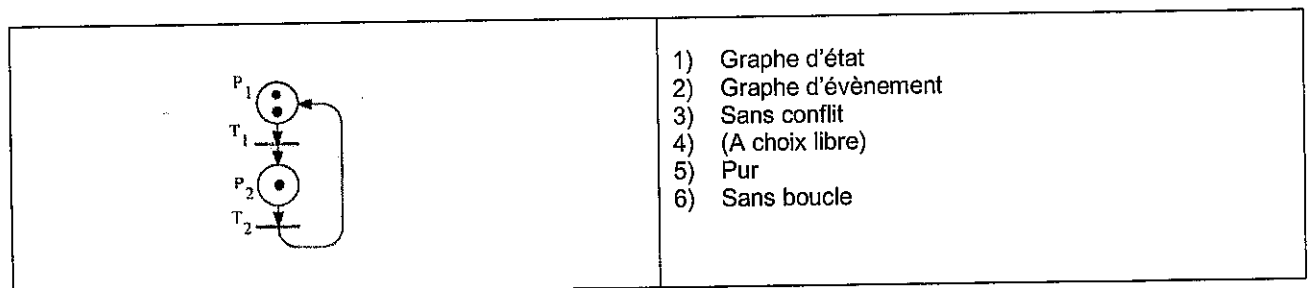 P1
T1
P2
T2
1) Graphe d'état
2) Graphe d'évènement
3) Sans conflit
4) (A choix libre)
5) Pur
6) Sans boucle